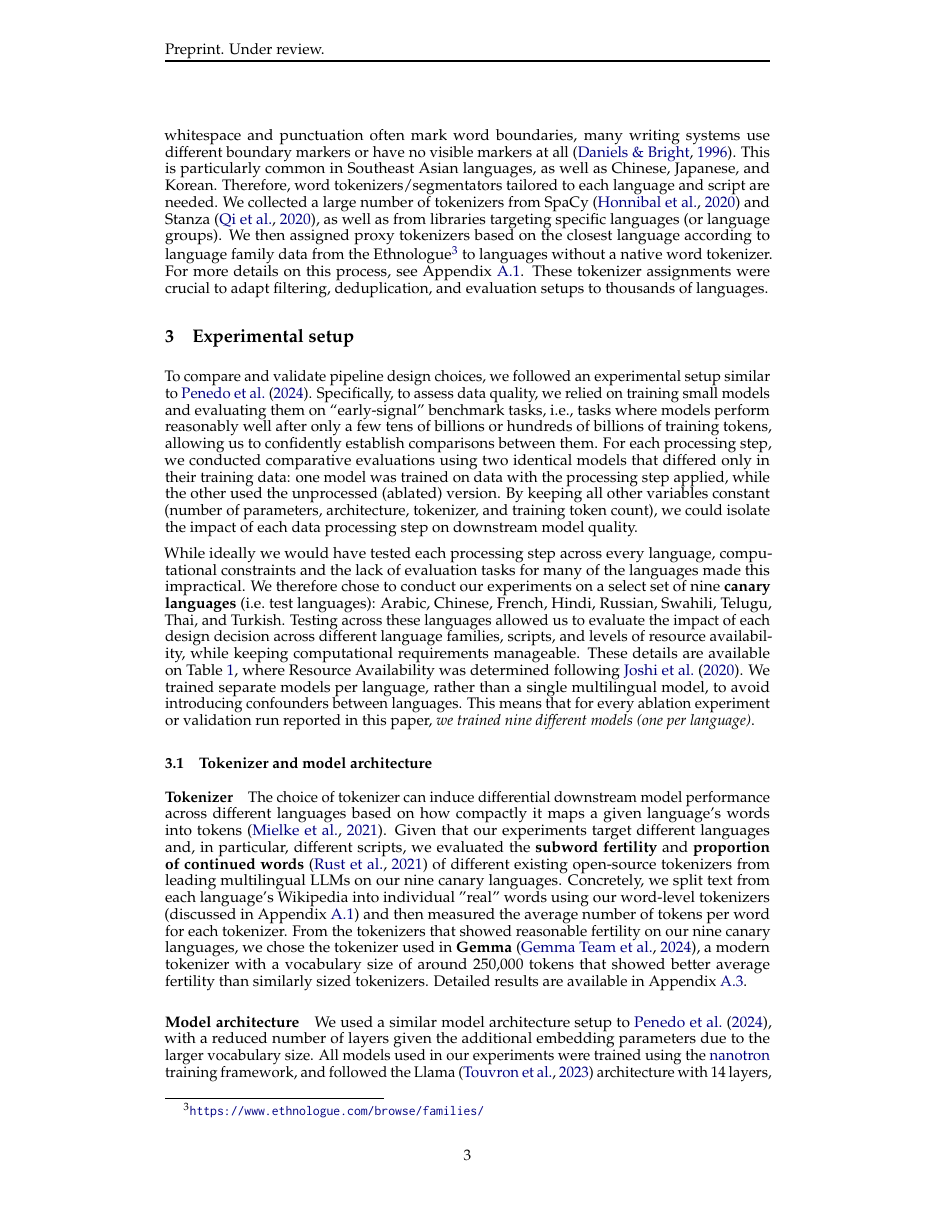 Preprint. Under review.
whitespace and punctuation often mark word boundaries, many writing systems use
different boundary markers or have no visible markers at all (Daniels & Bright, 1996). This
is particularly common in Southeast Asian languages, as well as Chinese, Japanese, and
Korean. Therefore, word tokenizers/segmentators tailored to each language and script are
needed. We collected a large number of tokenizers from SpaCy (Honnibal et al., 2020) and
Stanza (Qi et al., 2020), as well as from libraries targeting specific languages (or language
groups). We then assigned proxy tokenizers based on the closest language according to
language family data from the Ethnologue³ to languages without a native word tokenizer.
For more details on this process, see Appendix A.1. These tokenizer assignments were
crucial to adapt filtering, deduplication, and evaluation setups to thousands of languages.
3 Experimental setup
To compare and validate pipeline design choices, we followed an experimental setup similar
to Penedo et al. (2024). Specifically, to assess data quality, we relied on training small models
and evaluating them on “early-signal” benchmark tasks, i.e., tasks where models perform
reasonably well after only a few tens of billions or hundreds of billions of training tokens,
allowing us to confidently establish comparisons between them. For each processing step,
we conducted comparative evaluations using two identical models that differed only in
their training data: one model was trained on data with the processing step applied, while
the other used the unprocessed (ablated) version. By keeping all other variables constant
(number of parameters, architecture, tokenizer, and training token count), we could isolate
the impact of each data processing step on downstream model quality.
While ideally we would have tested each processing step across every language, compu-
tational constraints and the lack of evaluation tasks for many of the languages made this
impractical. We therefore chose to conduct our experiments on a select set of nine canary
languages (i.e. test languages): Arabic, Chinese, French, Hindi, Russian, Swahili, Telugu,
Thai, and Turkish. Testing across these languages allowed us to evaluate the impact of each
design decision across different language families, scripts, and levels of resource availabil-
ity, while keeping computational requirements manageable. These details are available
on Table 1, where Resource Availability was determined following Joshi et al. (2020). We
trained separate models per language, rather than a single multilingual model, to avoid
introducing confounders between languages. This means that for every ablation experiment
or validation run reported in this paper, we trained nine different models (one per language).
3.1 Tokenizer and model architecture
Tokenizer The choice of tokenizer can induce differential downstream model performance
across different languages based on how compactly it maps a given language’s words
into tokens (Mielke et al., 2021). Given that our experiments target different languages
and, in particular, different scripts, we evaluated the subword fertility and proportion
of continued words (Rust et al., 2021) of different existing open-source tokenizers from
leading multilingual LLMs on our nine canary languages. Concretely, we split text from
each language’s Wikipedia into individual ”real” words using our word-level tokenizers
(discussed in Appendix A.1) and then measured the average number of tokens per word
for each tokenizer. From the tokenizers that showed reasonable fertility on our nine canary
languages, we chose the tokenizer used in Gemma (Gemma Team et al., 2024), a modern
tokenizer with a vocabulary size of around 250,000 tokens that showed better average
fertility than similarly sized tokenizers. Detailed results are available in Appendix A.3.
Model architecture We used a similar model architecture setup to Penedo et al. (2024),
with a reduced number of layers given the additional embedding parameters due to the
larger vocabulary size. All models used in our experiments were trained using the nanotron
training framework, and followed the Llama (Touvron et al., 2023) architecture with 14 layers,
³https://www.ethnologue.com/browse/families/
3